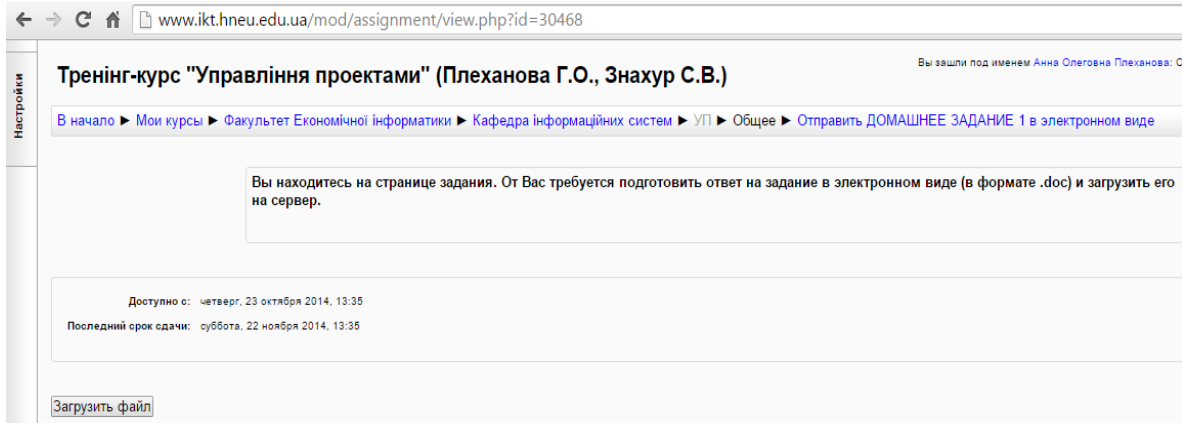 www.ikt.hneu.edu.ua/mod/assignment/view.php?id=30468
Настройки
Вы зашли под именем Анна Олеговна Плеханова: С
Тренінг-курс "Управління проектами" (Плеханова Г.О., Знахур С.В.)
В начало ► Мои курсы ► Факультет Економічної інформатики ► Кафедра інформаційних систем ► УП ► Общее ► Отправить ДОМАШНЕЕ ЗАДАНИЕ 1 в электронном виде
Вы находитесь на странице задания. От Вас требуется подготовить ответ на задание в электронном виде (в формате .doc) и загрузить его
на сервер.
Доступно с: четверг, 23 октября 2014, 13:35
Последний срок сдачи: суббота, 22 ноября 2014, 13:35
Загрузить файл